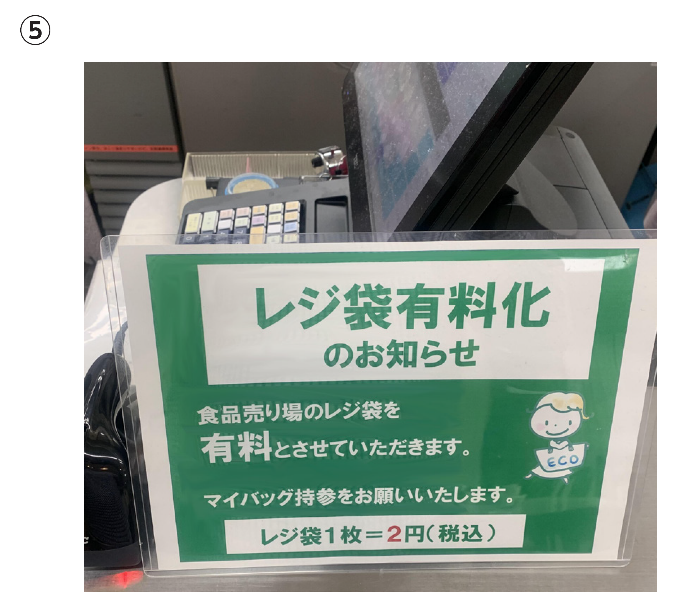 ⑤
レジ袋有料化
のお知らせ
食品売り場のレジ袋を
有料とさせていただきます。
ECO
マイバッグ持参をお願いいたします。
レジ袋1枚＝2円(税込)